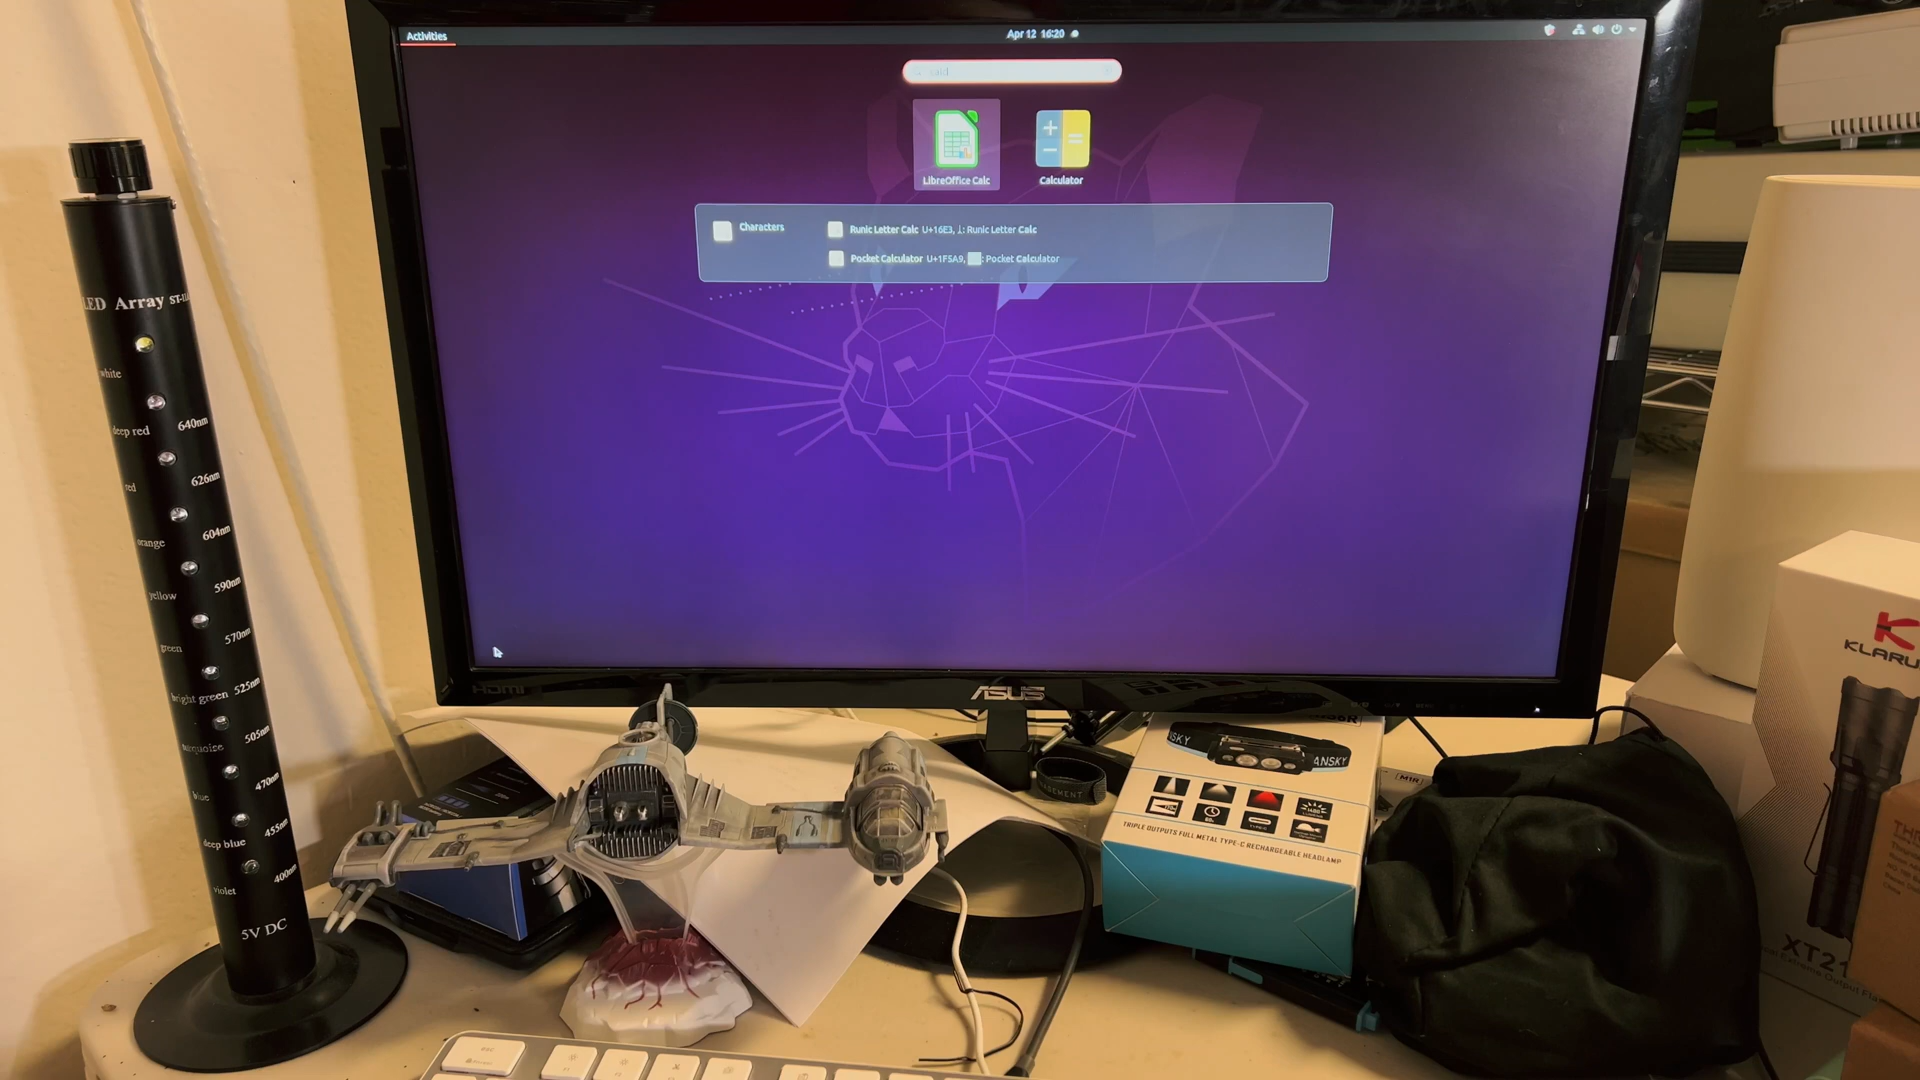 Activities
Apr 12 16:20
LibreOffice Calc
Calculator
Characters
Runic Letter Calc U+16E3, ᛣ: Runic Letter Calc
Pocket Calculator U+1F5A9, : Pocket Calculator
HDMI
ASUS
LED Array
white
deep red 640nm
red 626nm
orange 604nm
yellow 590nm
green 570nm
bright green 525nm
turquoise 505nm
blue 470nm
deep blue 455nm
violet 400nm
5V DC
ANSKY
TRIPLE OUTPUTS FULL METAL TYPE-C RECHARGEABLE HEADLAMP
KLARU
XT21
Extreme Output